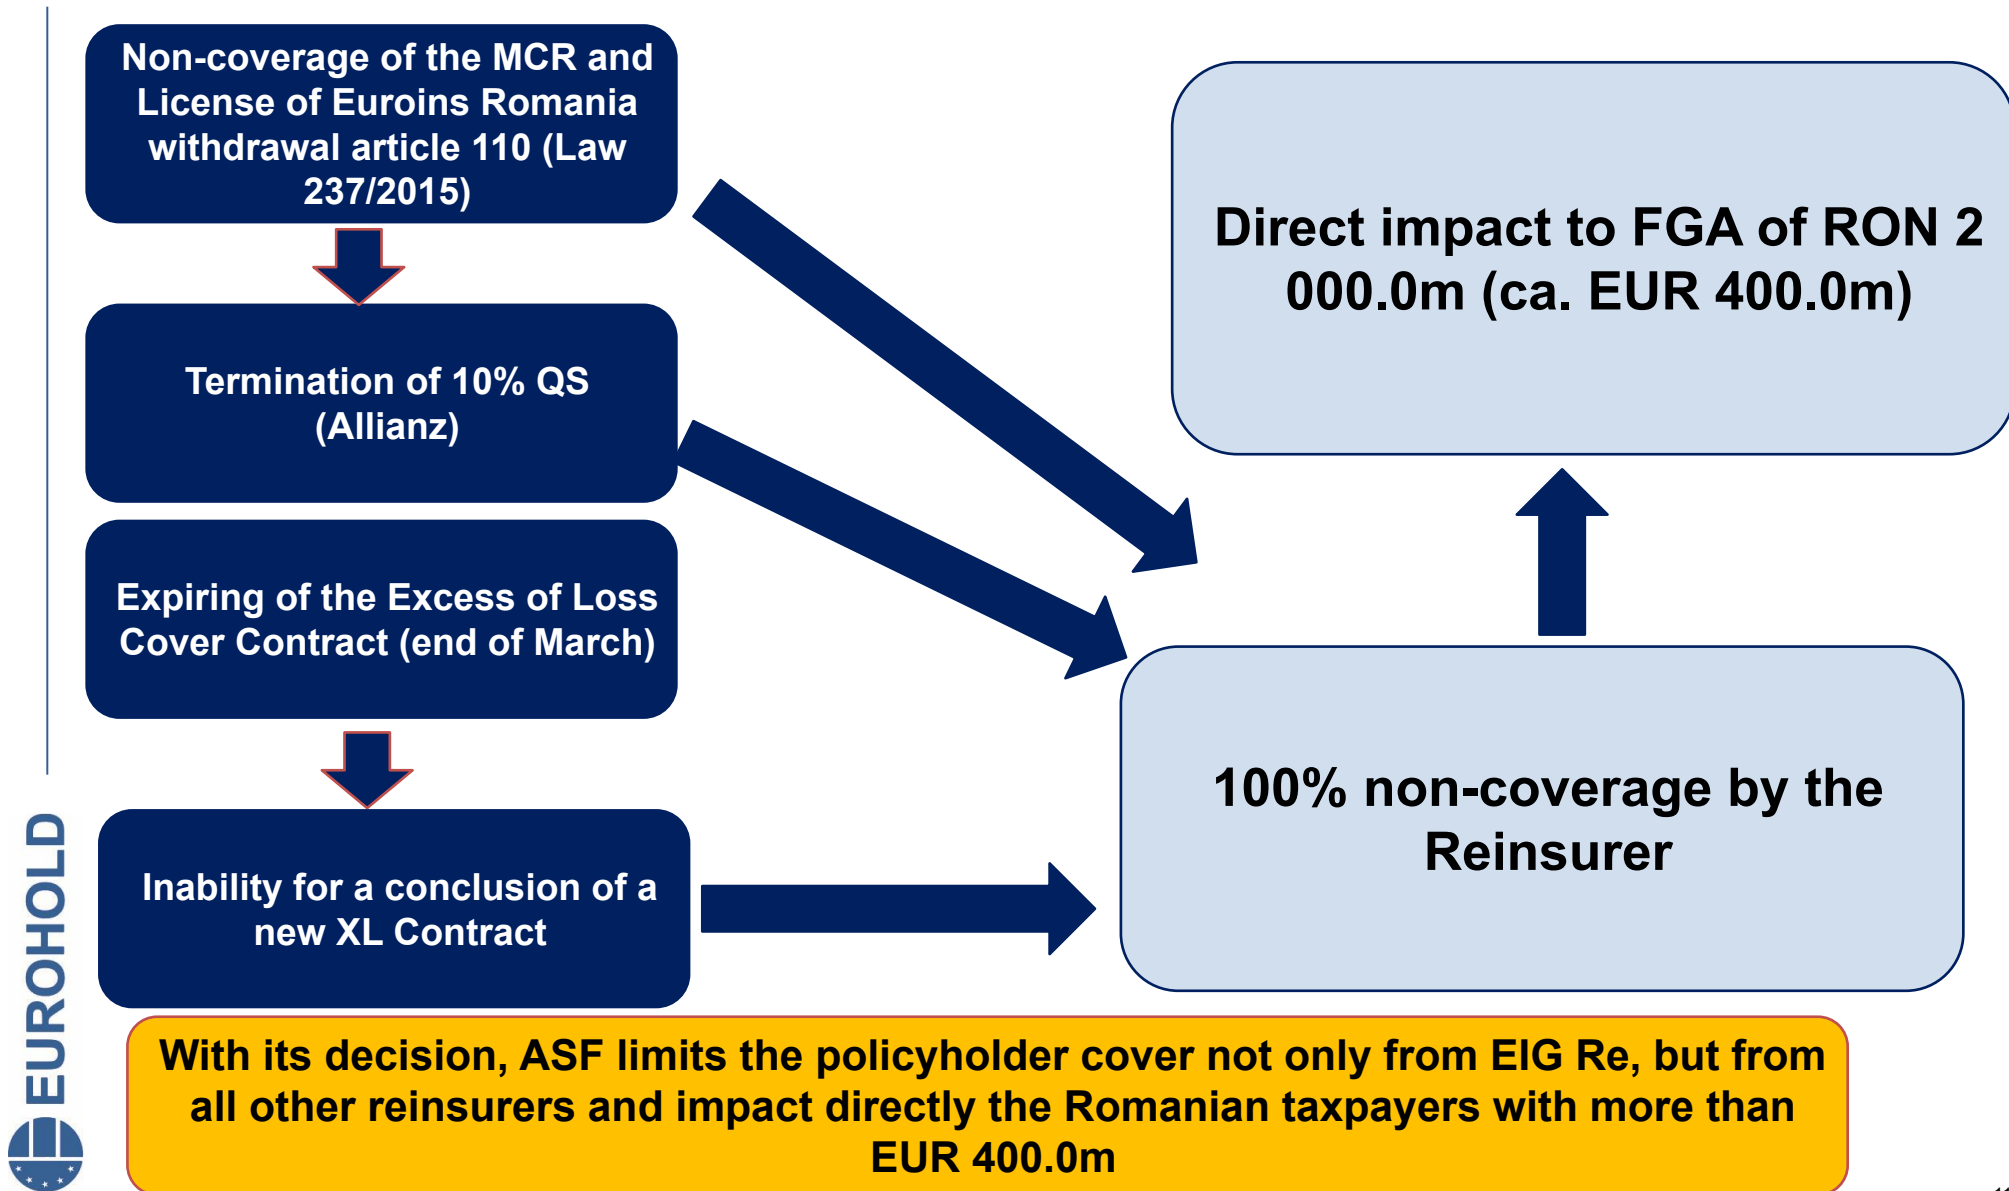 Non-coverage of the MCR and
License of Euroins Romania
withdrawal article 110 (Law
237/2015)
Termination of 10% QS
(Allianz)
Expiring of the Excess of Loss
Cover Contract (end of March)
Inability for a conclusion of a
new XL Contract
Direct impact to FGA of RON 2
000.0m (ca. EUR 400.0m)
100% non-coverage by the
Reinsurer
EUROHOLD
With its decision, ASF limits the policyholder cover not only from EIG Re, but from
all other reinsurers and impact directly the Romanian taxpayers with more than
EUR 400.0m